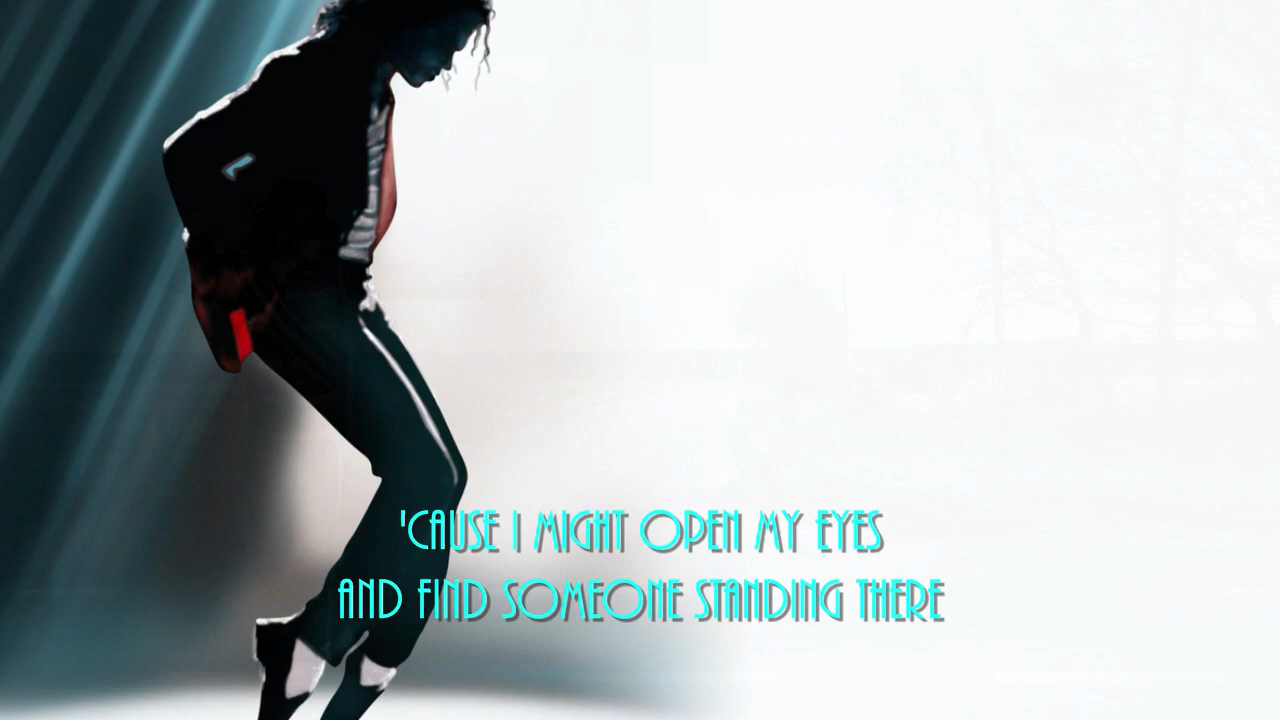 'CAUSE I MIGHT OPEN MY EYES
AND FIND SOMEONE STANDING THERE